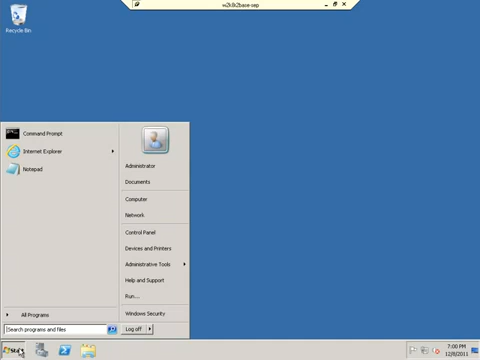 w2k8r2base-sep
Recycle Bin
Command Prompt
Internet Explorer
Notepad
All Programs
Search programs and files
Administrator
Documents
Computer
Network
Control Panel
Devices and Printers
Administrative Tools
Help and Support
Run...
Windows Security
Log off
Start
7:00 PM
12/8/2011